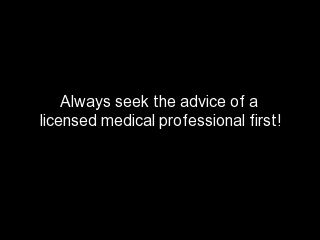 Always seek the advice of a
licensed medical professional first!